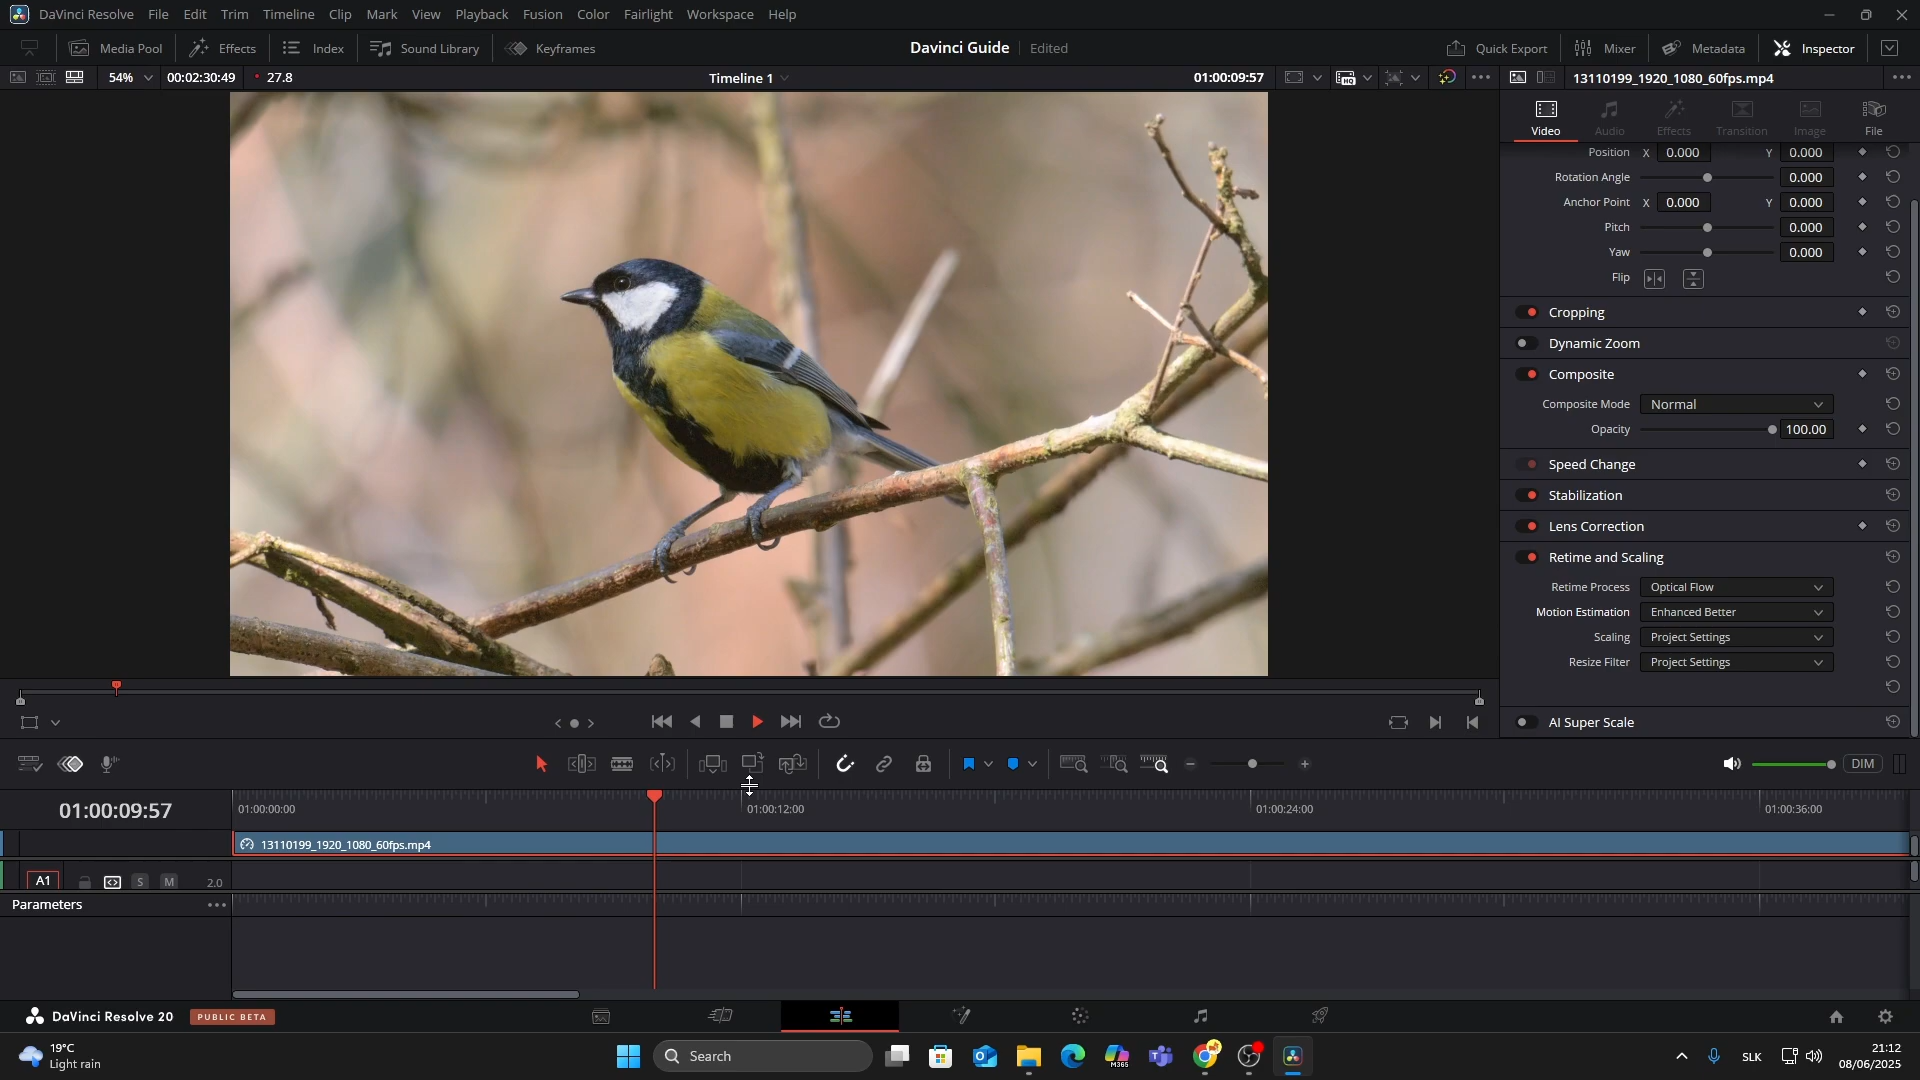 DaVinci Resolve File Edit Trim Timeline Clip Mark View Playback Fusion Color Fairlight Workspace Help
Media Pool Effects Index Sound Library Keyframes Davinci Guide Edited Quick Export Mixer Metadata Inspector
54% 00:02:30:49 27.8 Timeline 1 01:00:09:57 13110199_1920_1080_60fps.mp4
Video Audio Effects Transition Image File
Position X 0.000 Y 0.000
Rotation Angle 0.000
Anchor Point X 0.000 Y 0.000
Pitch 0.000
Yaw 0.000
Flip
Cropping
Dynamic Zoom
Composite
Composite Mode Normal
Opacity 100.00
Speed Change
Stabilization
Lens Correction
Retime and Scaling
Retime Process Optical Flow
Motion Estimation Enhanced Better
Scaling Project Settings
Resize Filter Project Settings
AI Super Scale
DIM
01:00:09:57 01:00:00:00 01:00:12:00 01:00:24:00 01:00:36:00
13110199_1920_1080_60fps.mp4
A1 S M 2.0
Parameters
DaVinci Resolve 20 PUBLIC BETA
19°C
Light rain
Search
M365
SLK
21:12
08/06/2025